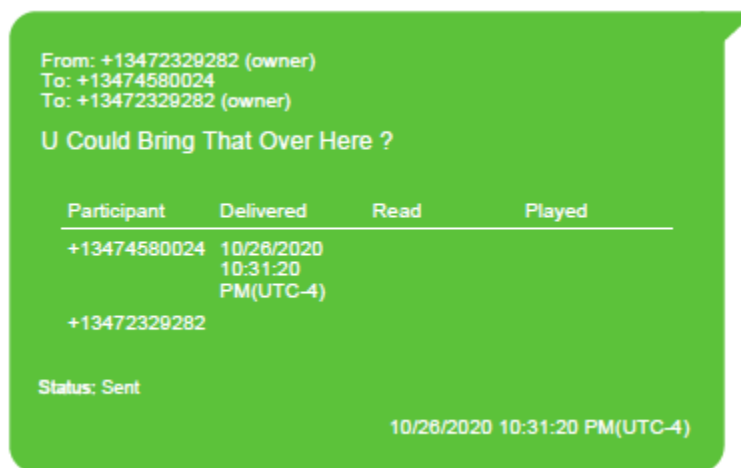 From: +13472329282 (owner)
To: +13474580024
To: +13472329282 (owner)
U Could Bring That Over Here ?
Participant Delivered Read Played
+13474580024 10/26/2020
10:31:20
PM(UTC-4)
+13472329282
Status: Sent
10/26/2020 10:31:20 PM(UTC-4)